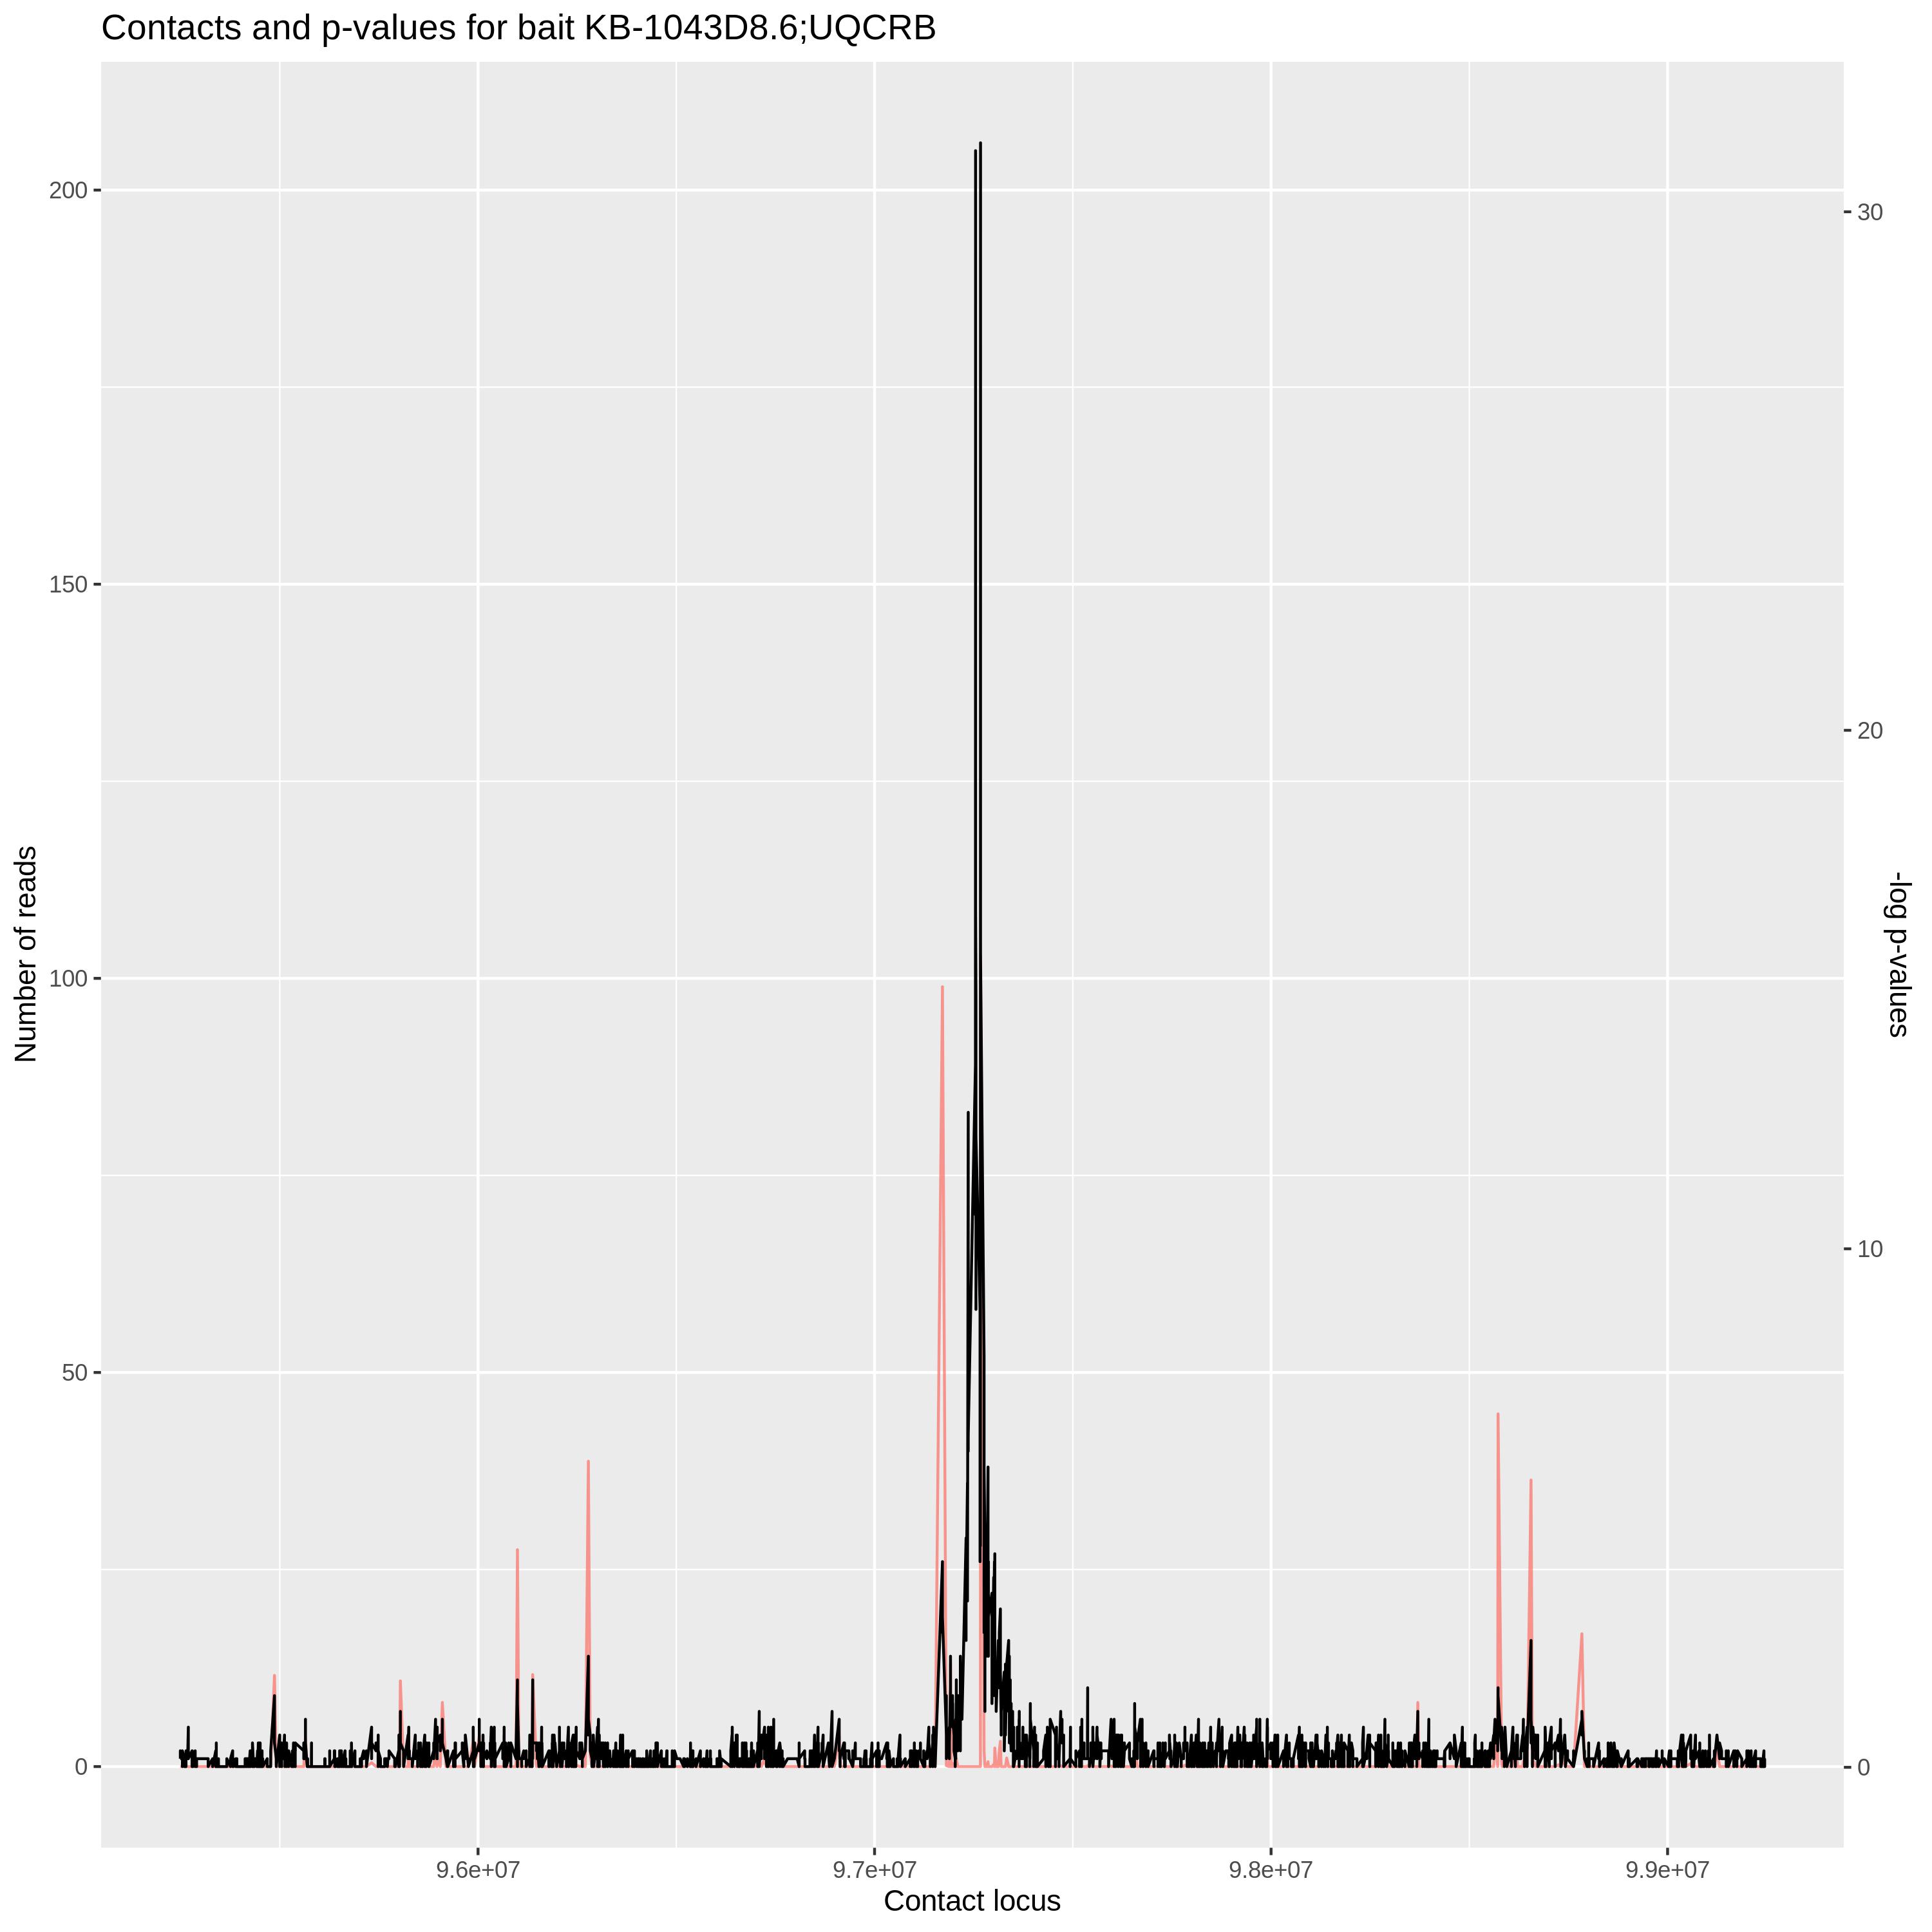 Contacts and p-values for bait KB-1043D8.6;UQCRB
200
150
100
50
0
Number of reads
30
20
10
0
-log p-values
9.6e+07
9.7e+07
9.8e+07
9.9e+07
Contact locus